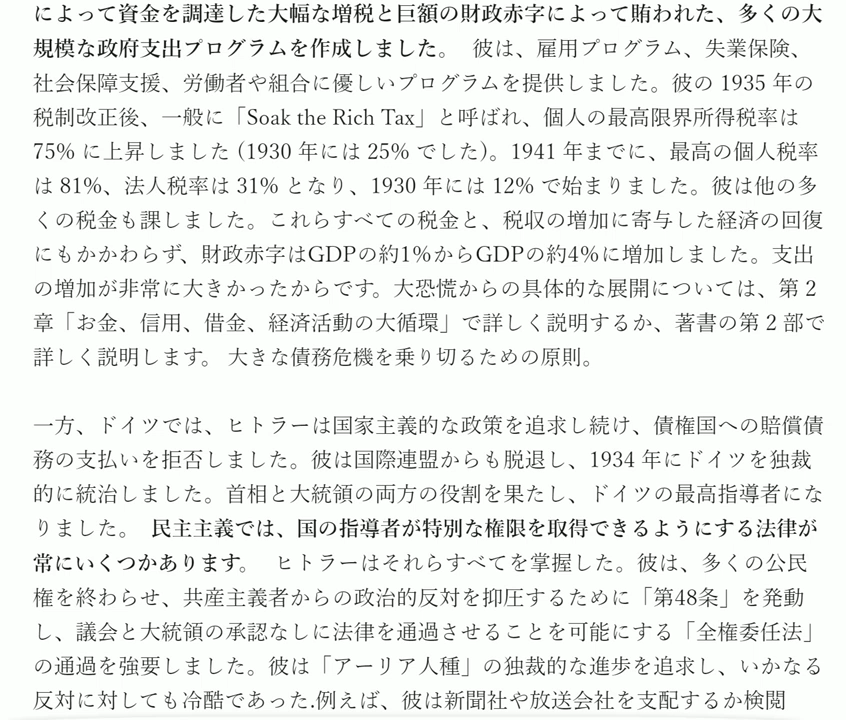 によって資金を調達した大幅な増税と巨額の財政赤字によって賄われた、多くの大
規模な政府支出プログラムを作成しました。 彼は、雇用プログラム、失業保険、
社会保障支援、労働者や組合に優しいプログラムを提供しました。彼の 1935 年の
税制改正後、一般に「Soak the Rich Tax」と呼ばれ、個人の最高限界所得税率は
75% に上昇しました (1930 年には 25% でした)。1941 年までに、最高の個人税率
は 81%、法人税率は 31% となり、1930 年には 12% で始まりました。彼は他の多
くの税金も課しました。これらすべての税金と、税収の増加に寄与した経済の回復
にもかかわらず、財政赤字はGDPの約1%からGDPの約4%に増加しました。支出
の増加が非常に大きかったからです。大恐慌からの具体的な展開については、第 2
章「お金、信用、借金、経済活動の大循環」で詳しく説明するか、著書の第 2 部で
詳しく説明します。 大きな債務危機を乗り切るための原則。
一方、ドイツでは、ヒトラーは国家主義的な政策を追求し続け、債権国への賠償債
務の支払いを拒否しました。彼は国際連盟からも脱退し、1934 年にドイツを独裁
的に統治しました。首相と大統領の両方の役割を果たし、ドイツの最高指導者にな
りました。 民主主義では、国の指導者が特別な権限を取得できるようにする法律が
常にいくつかあります。 ヒトラーはそれらすべてを掌握した。彼は、多くの公民
権を終わらせ、共産主義者からの政治的反対を抑圧するために「第48条」を発動
し、議会と大統領の承認なしに法律を通過させることを可能にする「全権委任法」
の通過を強要しました。彼は「アーリア人種」の独裁的な進歩を追求し、いかなる
反対に対しても冷酷であった.例えば、彼は新聞社や放送会社を支配するか検閲